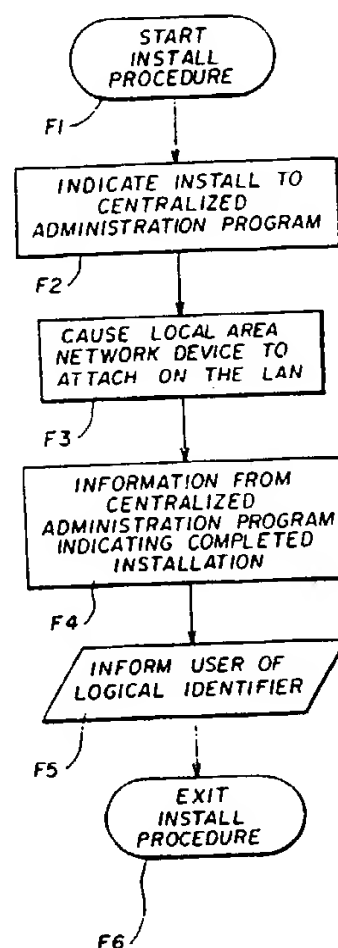 START
INSTALL
PROCEDURE
F1
INDICATE INSTALL TO
CENTRALIZED
ADMINISTRATION PROGRAM
F2
CAUSE LOCAL AREA
NETWORK DEVICE TO
ATTACH ON THE LAN
F3
INFORMATION FROM
CENTRALIZED
ADMINISTRATION PROGRAM
INDICATING COMPLETED
INSTALLATION
F4
INFORM USER OF
LOGICAL IDENTIFIER
F5
EXIT
INSTALL
PROCEDURE
F6